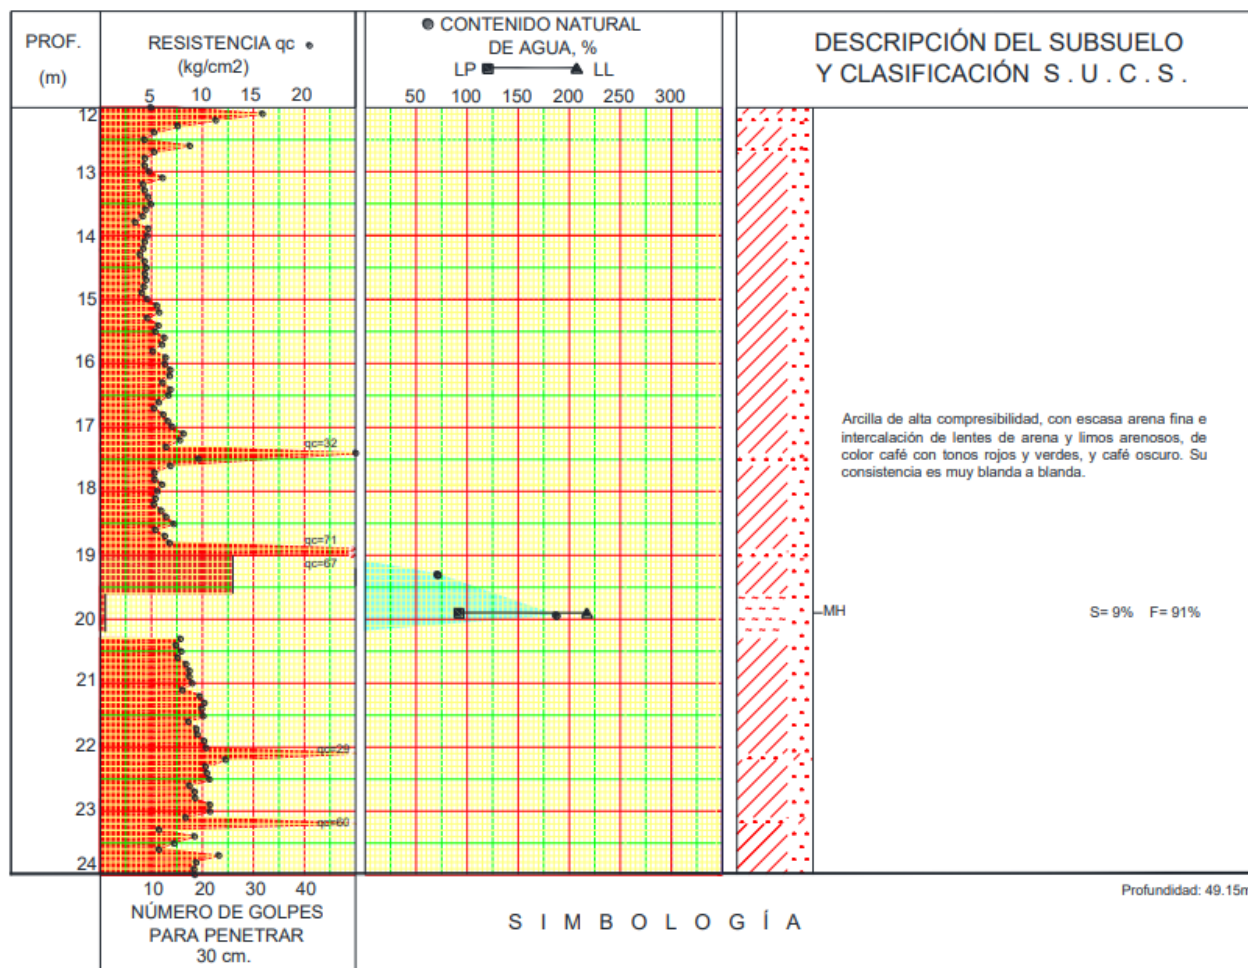 PROF.
(m)
RESISTENCIA qc
(kg/cm2)
5 10 15 20
CONTENIDO NATURAL
DE AGUA, %
LP LL
50 100 150 200 250 300
DESCRIPCIÓN DEL SUBSUELO
Y CLASIFICACIÓN S . U . C . S .
12
13
14
15
16
17
qc=32
18
qc=71
19
qc=67
20
21
22
qc=29
23
qc=60
24
Arcilla de alta compresibilidad, con escasa arena fina e
intercalación de lentes de arena y limos arenosos, de
color café con tonos rojos y verdes, y café oscuro. Su
consistencia es muy blanda a blanda.
MH
S= 9% F= 91%
10 20 30 40
NÚMERO DE GOLPES
PARA PENETRAR
30 cm.
S I M B O L O G Í A
Profundidad: 49.15m